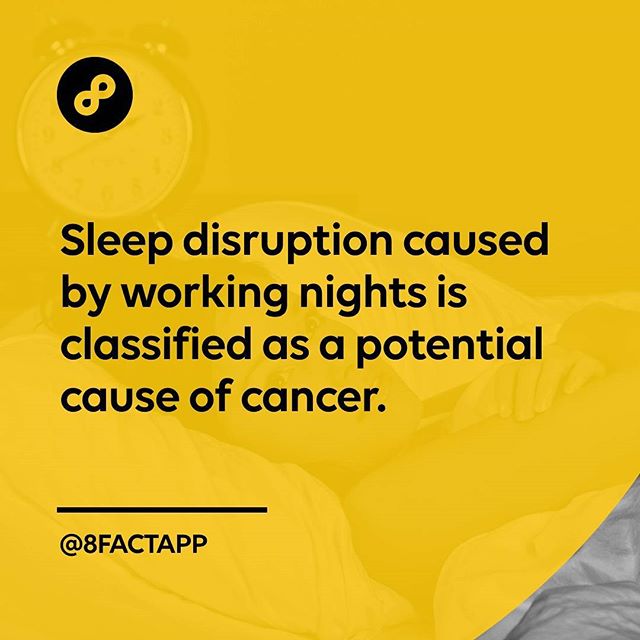 Sleep disruption caused
by working nights is
classified as a potential
cause of cancer.
@8FACTAPP